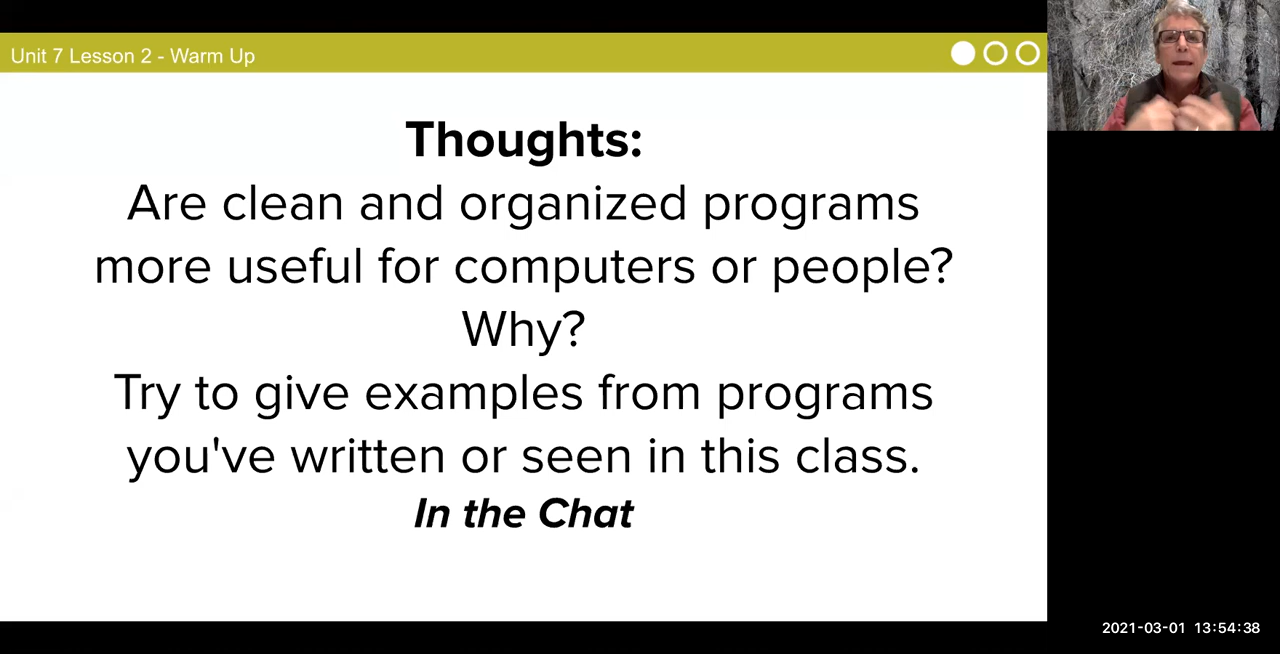 Unit 7 Lesson 2 - Warm Up
Thoughts:
Are clean and organized programs
more useful for computers or people?
Why?
Try to give examples from programs
you've written or seen in this class.
In the Chat
2021-03-01 13:54:38